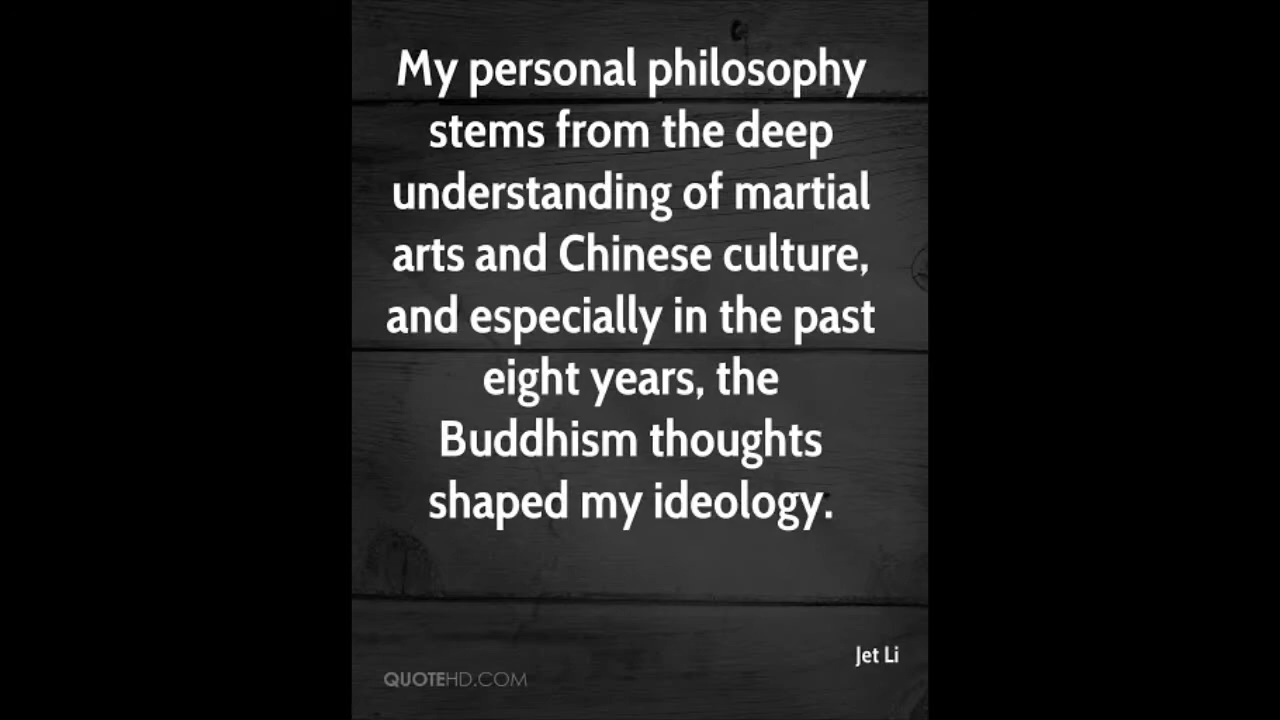 My personal philosophy
stems from the deep
understanding of martial
arts and Chinese culture,
and especially in the past
eight years, the
Buddhism thoughts
shaped my ideology.
Jet Li
QUOTEHD.COM